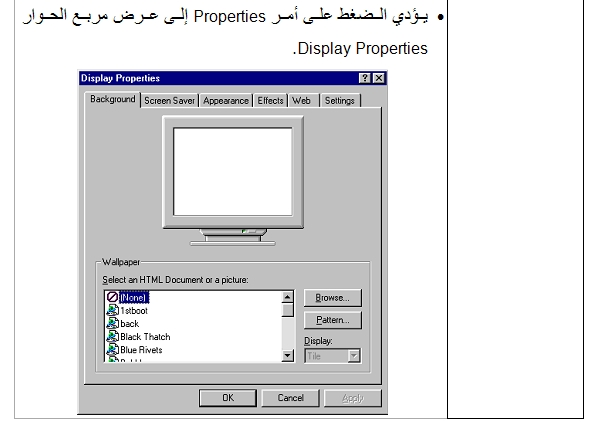 • يؤدي الضغط على أمر Properties إلى عرض مربع الحوار
Display Properties.
Display Properties
Background Screen Saver Appearance Effects Web Settings
Wallpaper
Select an HTML Document or a picture:
(None)
1stboot
back
Black Thatch
Blue Rivets
Browse...
Pattern...
Display:
Tile
OK Cancel Apply